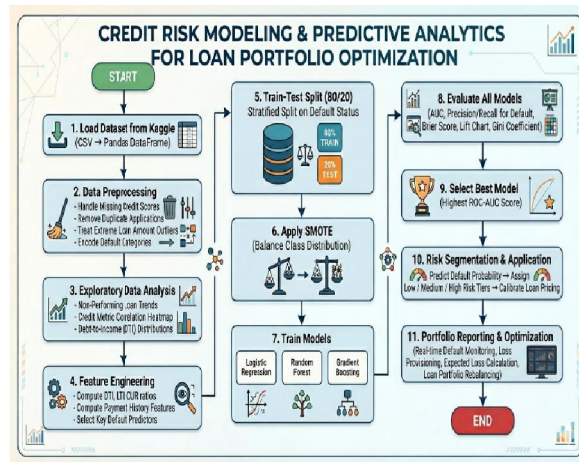 CREDIT RISK MODELING & PREDICTIVE ANALYTICS
FOR LOAN PORTFOLIO OPTIMIZATION
START
1. Load Dataset from Kaggle
(CSV → Pandas DataFrame)
2. Data Preprocessing
- Handle Missing Credit Scores
- Remove Duplicate Applications
- Treat Extreme Loan Amount Outliers
- Encode Default Categories
3. Exploratory Data Analysis
- Non-Performing Loan Trends
- Credit Metric Correlation Heatmap
- Debt-to-Income (DTI) Distributions
4. Feature Engineering
- Compute DTI, LTI CUR ratios
- Compute Payment History Features
- Select Key Default Predictors
5. Train-Test Split (80/20)
Stratified Split on Default Status
80%
TRAIN
20%
TEST
6. Apply SMOTE
(Balance Class Distribution)
7. Train Models
Logistic
Regression
Random
Forest
Gradient
Boosting
8. Evaluate All Models
(AUC, Precision/Recall for Default,
Brier Score, Lift Chart, Gini Coefficient)
9. Select Best Model
(Highest ROC-AUC Score)
10. Risk Segmentation & Application
Predict Default Probability → Assign
Low / Medium / High Risk Tiers → Calibrate Loan Pricing
11. Portfolio Reporting & Optimization
(Real-time Default Monitoring, Loss
Provisioning, Expected Loss Calculation,
Loan Portfolio Rebalancing)
END